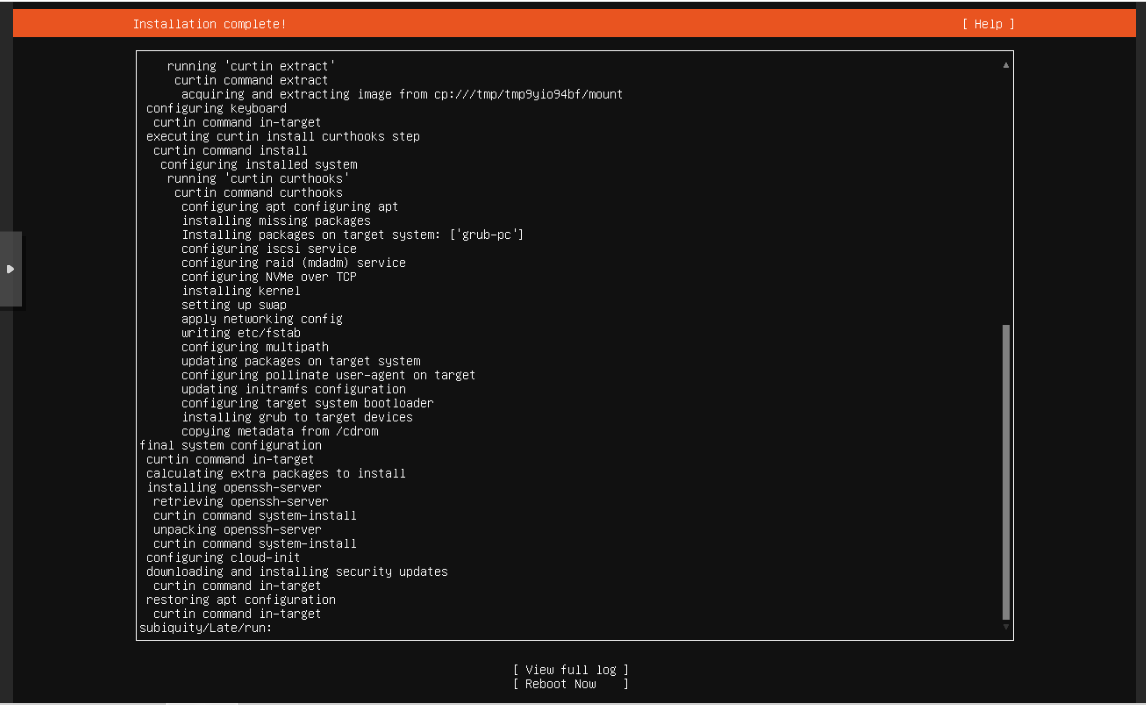 Installation complete! [ Help ]
running 'curtin extract'
curtin command extract
acquiring and extracting image from cp:///tmp/tmp9yio94bf/mount
configuring keyboard
curtin command in-target
executing curtin install curthooks step
curtin command install
configuring installed system
running 'curtin curthooks'
curtin command curthooks
configuring apt configuring apt
installing missing packages
Installing packages on target system: ['grub-pc']
configuring iscsi service
configuring raid (mdadm) service
configuring NVMe over TCP
installing kernel
setting up swap
apply networking config
writing etc/fstab
configuring multipath
updating packages on target system
configuring pollinate user-agent on target
updating initramfs configuration
configuring target system bootloader
installing grub to target devices
copying metadata from /cdrom
final system configuration
curtin command in-target
calculating extra packages to install
installing openssh-server
retrieving openssh-server
curtin command system-install
unpacking openssh-server
curtin command system-install
configuring cloud-init
downloading and installing security updates
curtin command in-target
restoring apt configuration
curtin command in-target
subiquity/Late/run:
[ View full log ]
[ Reboot Now ]